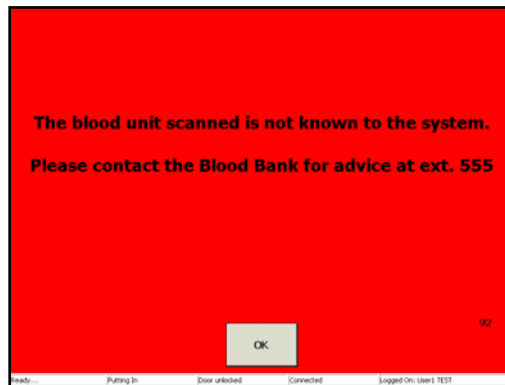 The blood unit scanned is not known to the system.
Please contact the Blood Bank for advice at ext. 555
92
OK
Ready... Putting In Door unlocked Connected Logged On: User1 TEST